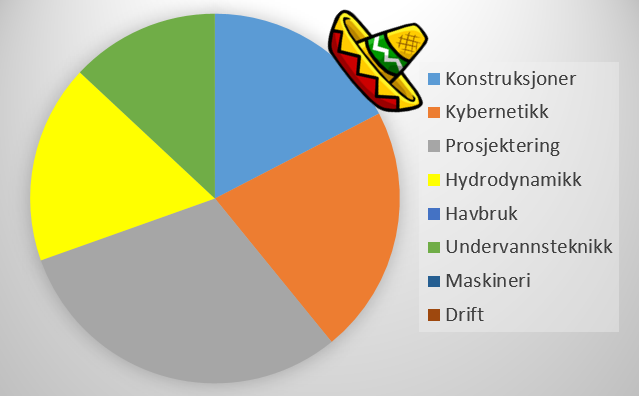 Konstruksjoner
Kybernetikk
Prosjektering
Hydrodynamikk
Havbruk
Undervannsteknikk
Maskineri
Drift